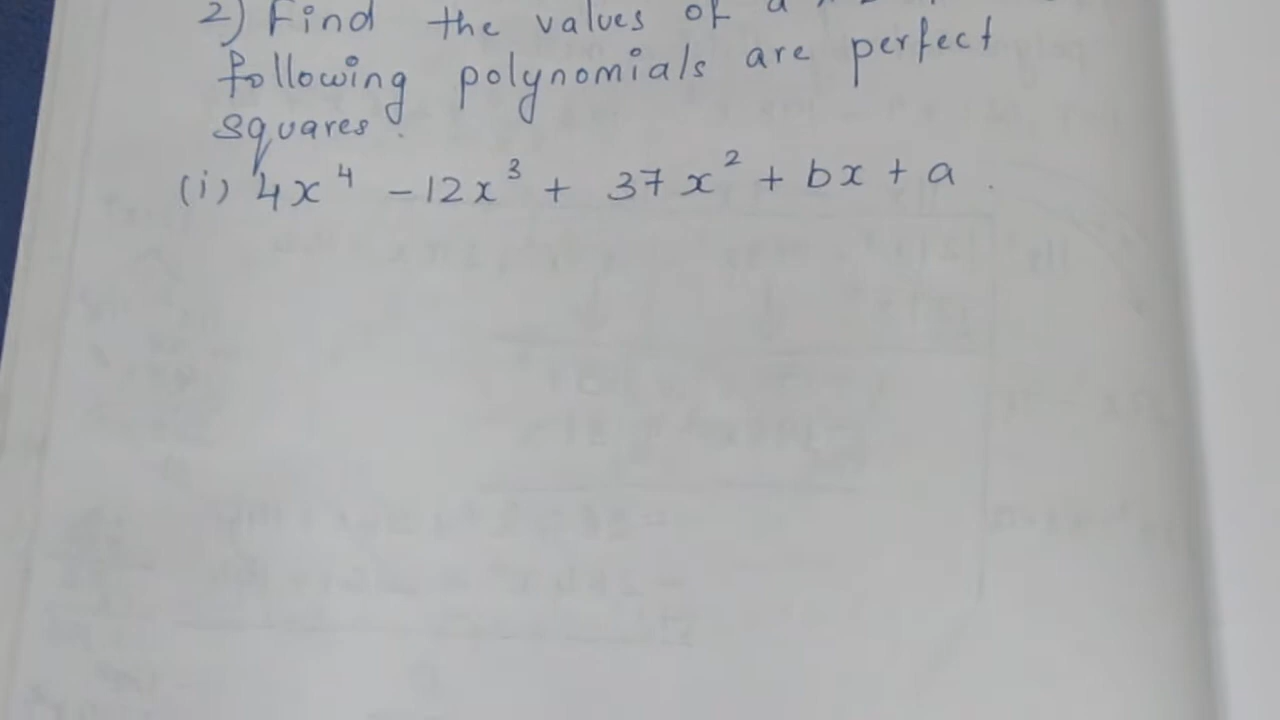 2) Find the values of a
following polynomials are perfect
squares.
(i) 4x⁴ - 12x³ + 37x² + bx + a.